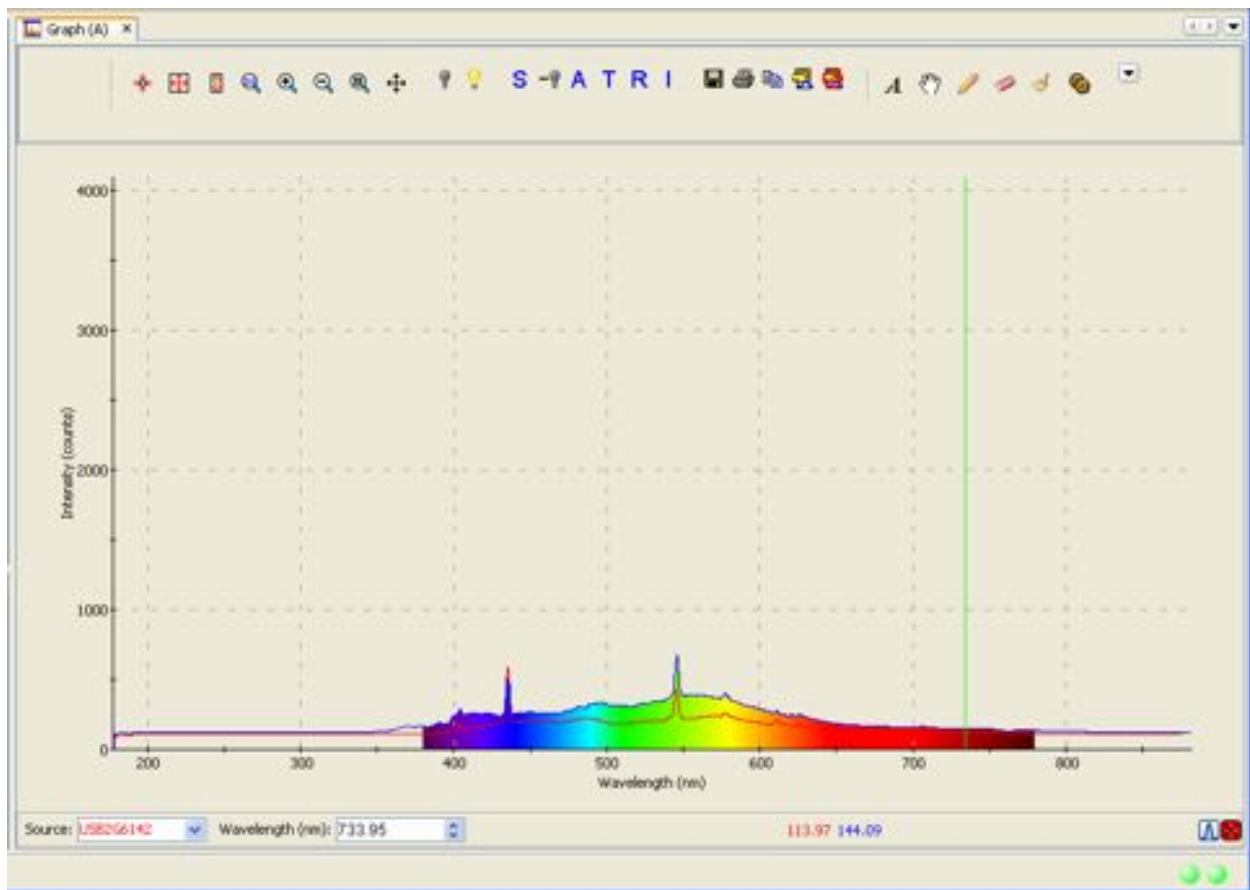 Graph (A)
S A T R I
A
4000
3000
2000
1000
0
Intensity (counts)
200 300 400 500 600 700 800
Wavelength (nm)
Source: USB2G6142 Wavelength (nm): 733.95 113.97 144.09